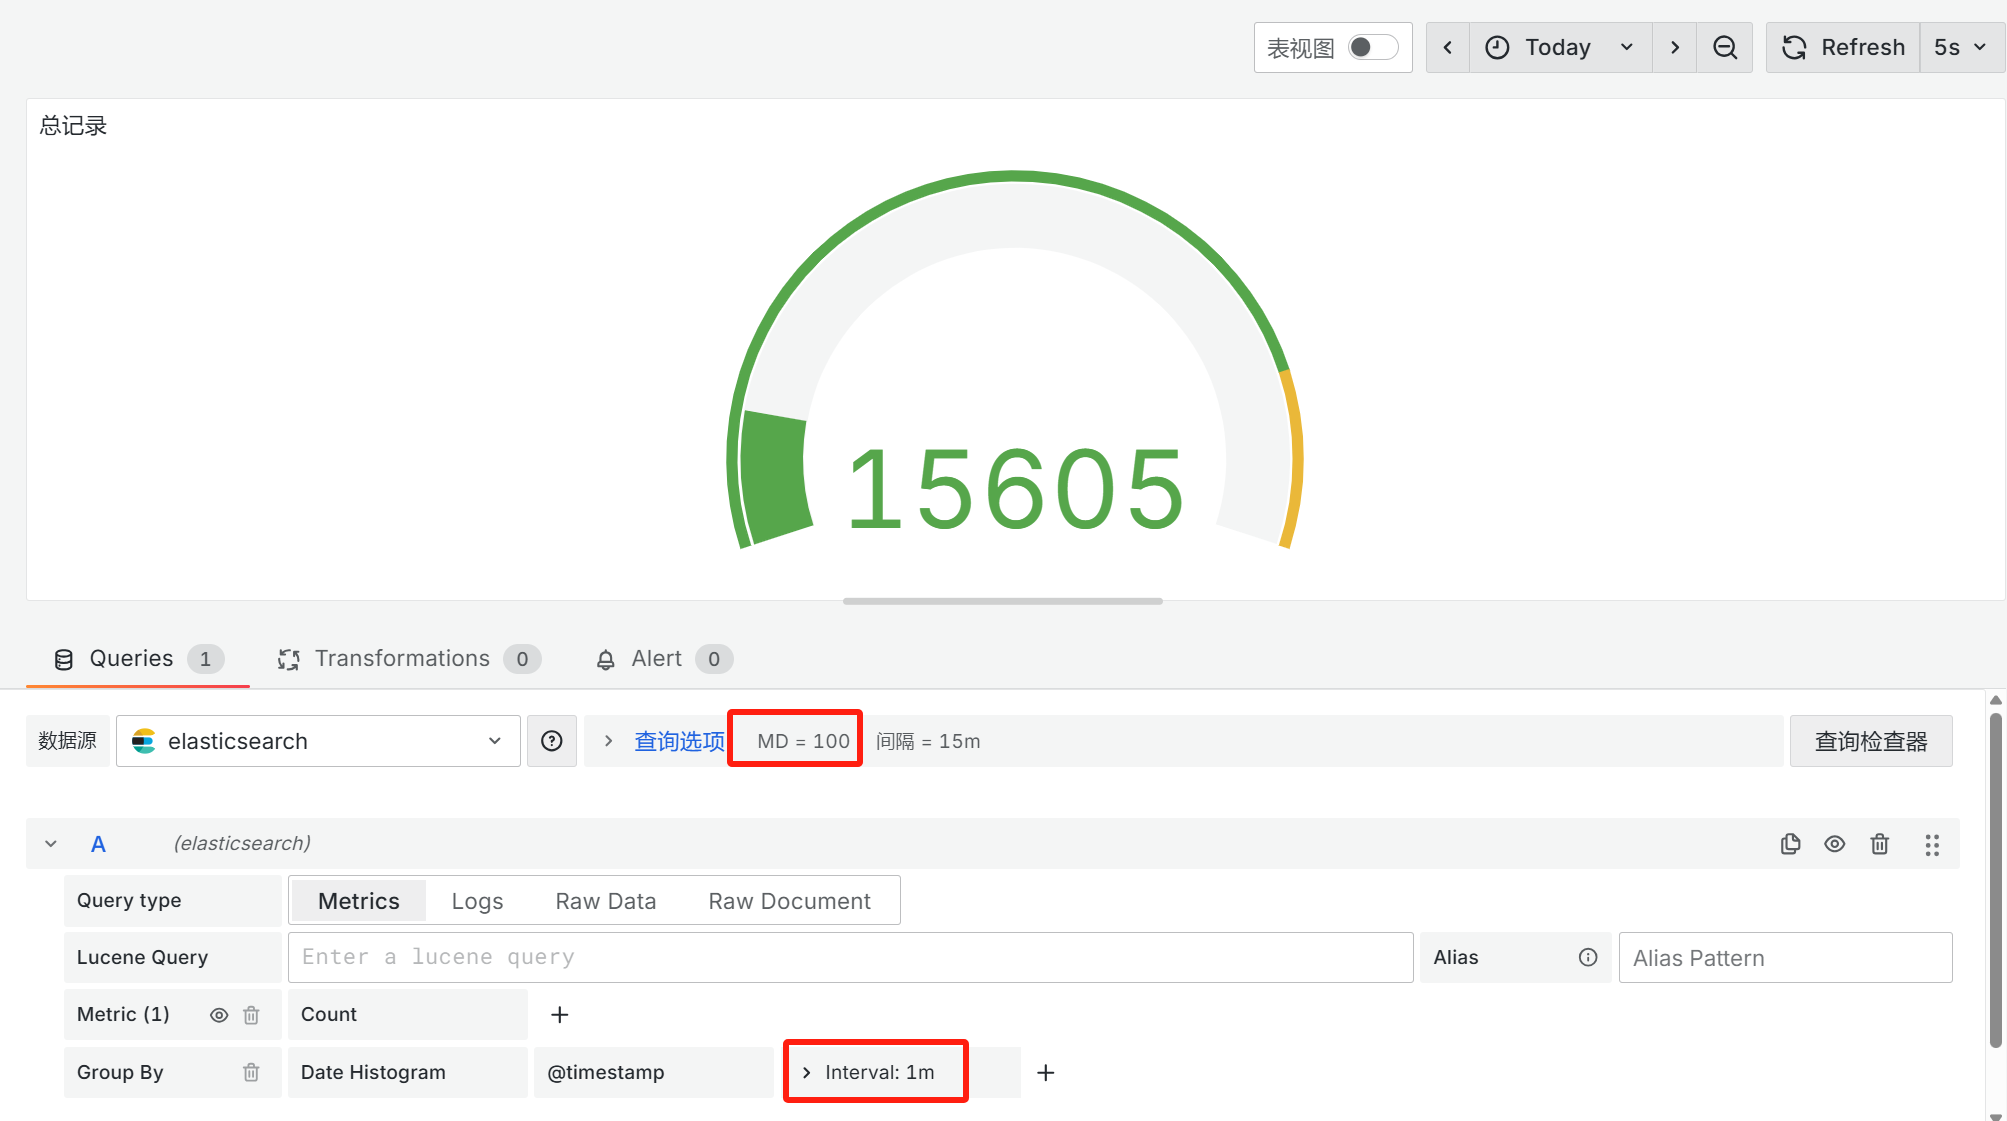 表视图 Today Refresh 5s
总记录
15605
Queries 1 Transformations 0 Alert 0
数据源 elasticsearch 查询选项 MD = 100 间隔 = 15m 查询检查器
A (elasticsearch)
Query type Metrics Logs Raw Data Raw Document
Lucene Query Enter a lucene query Alias Alias Pattern
Metric (1) Count
Group By Date Histogram @timestamp Interval: 1m